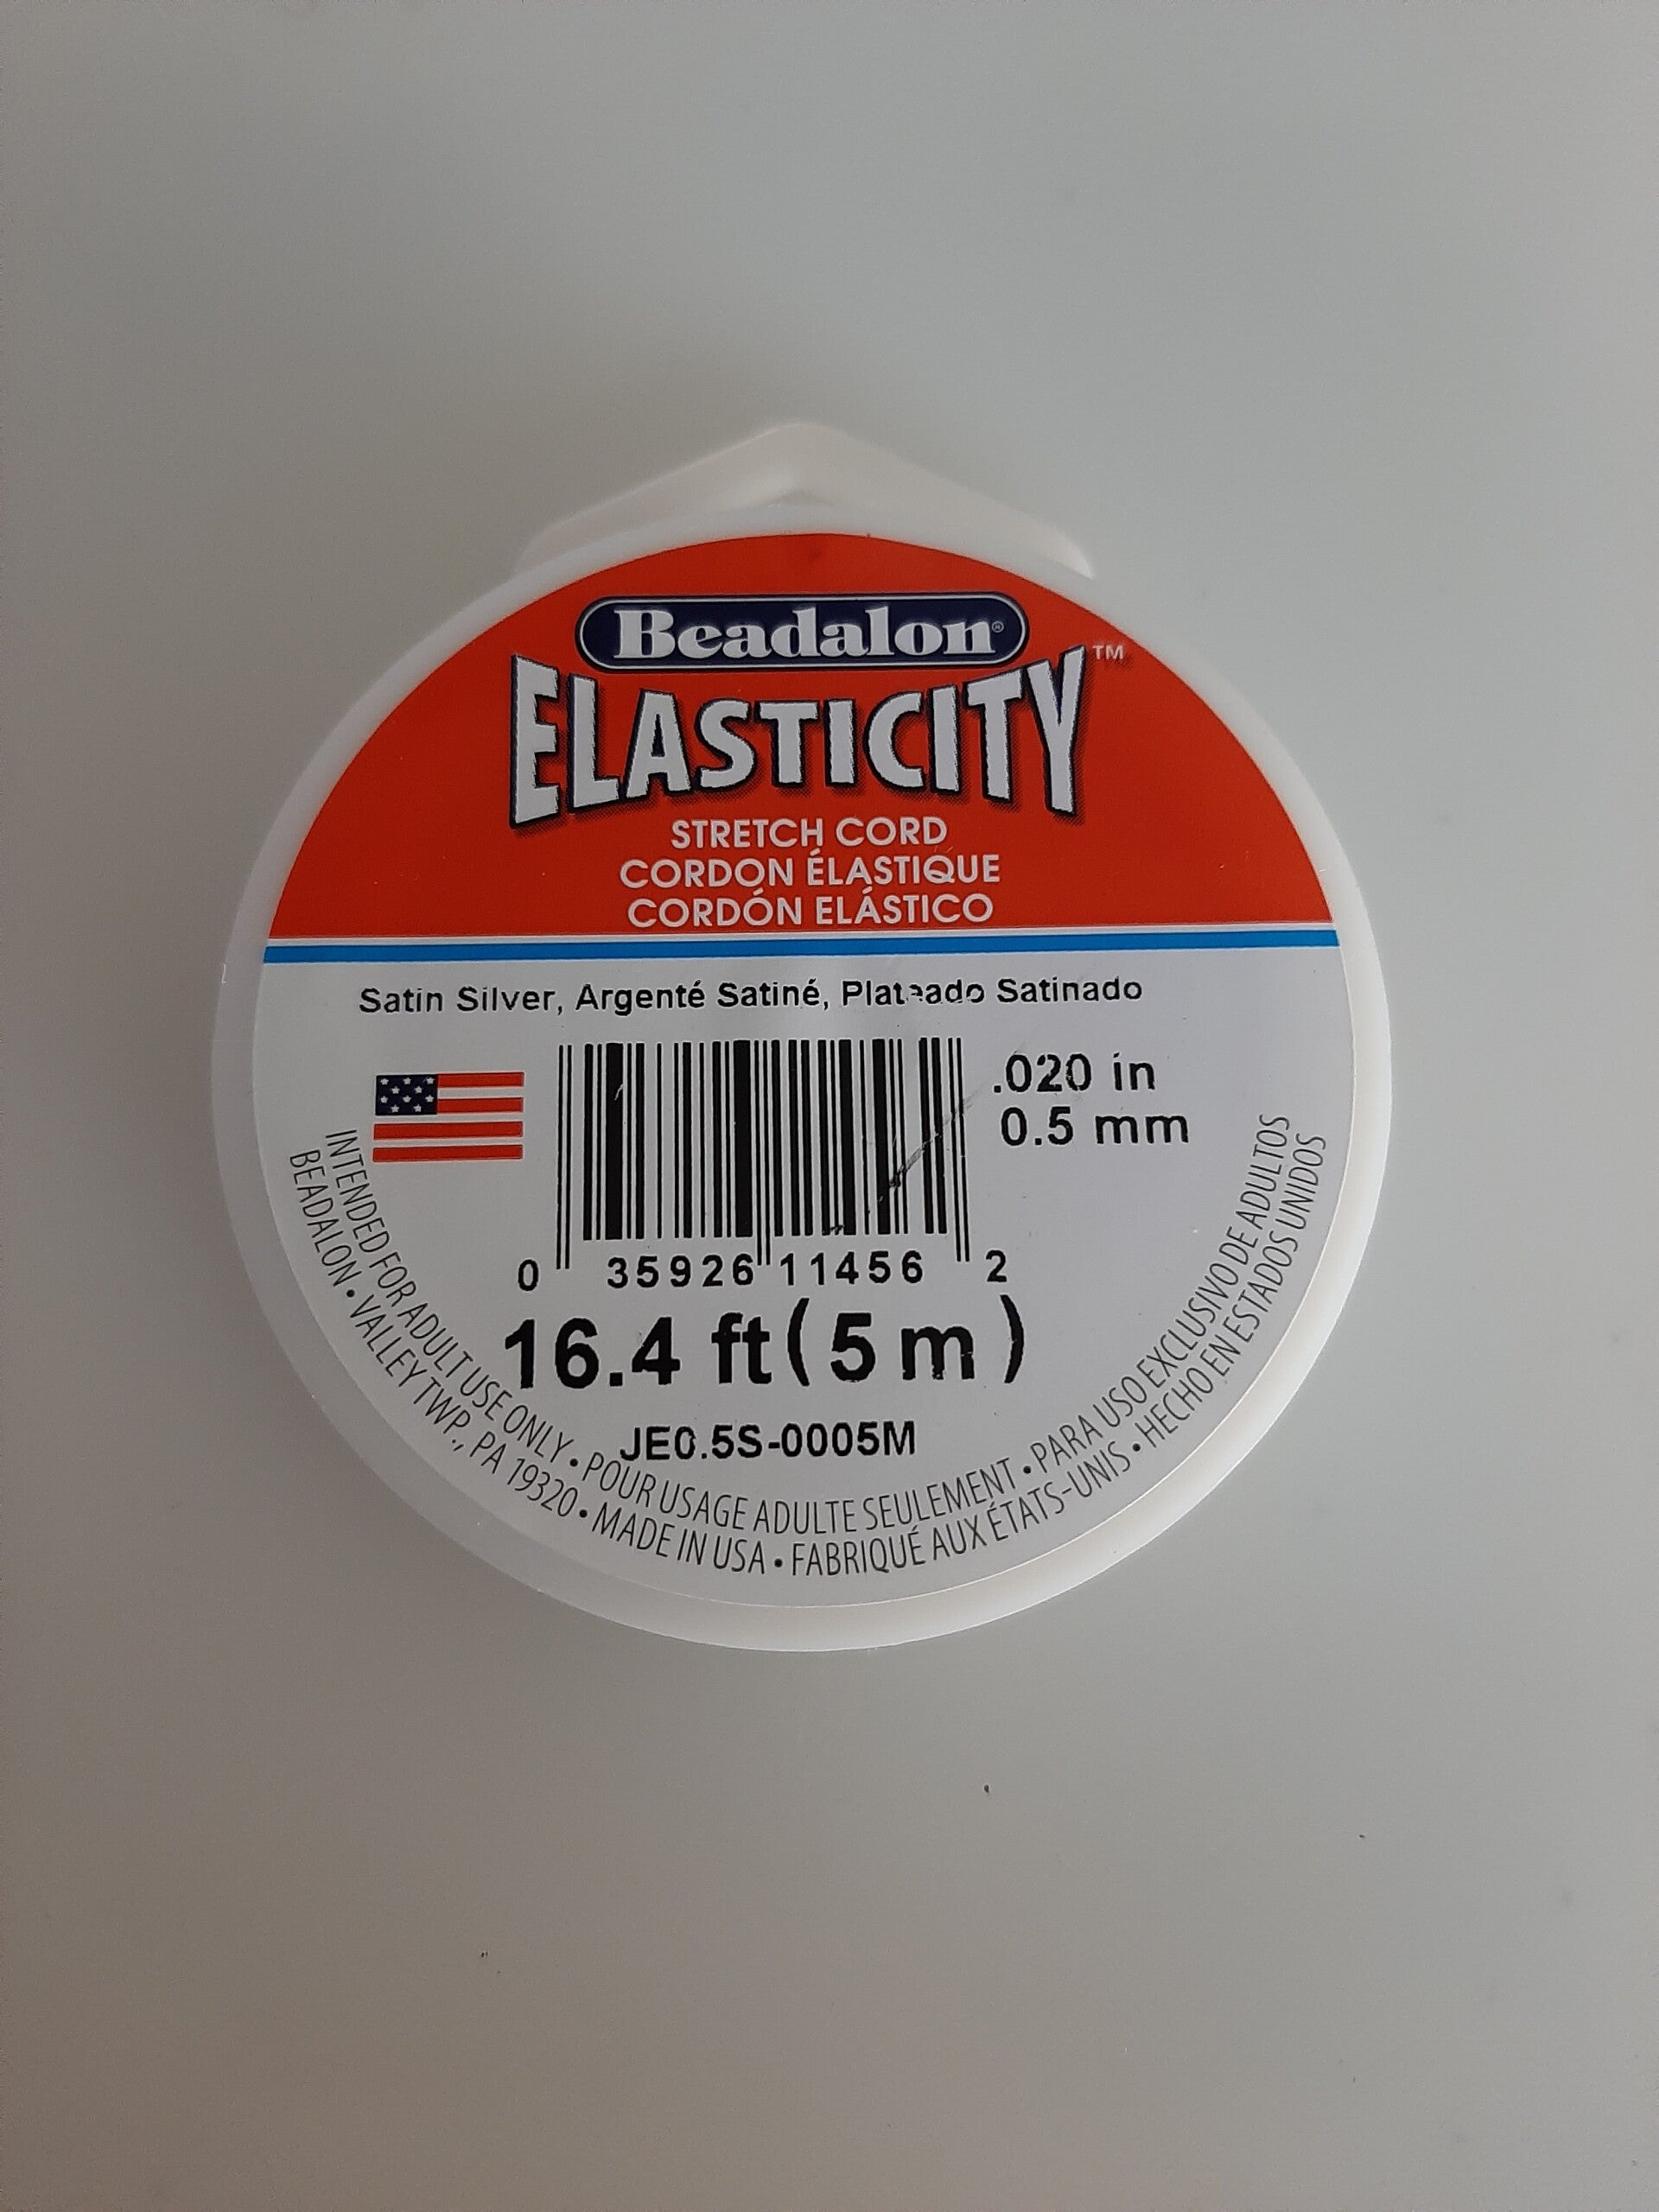 Beadalon®
ELASTICITY™
STRETCH CORD
CORDON ÉLASTIQUE
CORDÓN ELÁSTICO
Satin Silver, Argenté Satiné, Plateado Satinado
.020 in
0.5 mm
0 35926 11456 2
16.4 ft (5 m)
JE0.5S-0005M
INTENDED FOR ADULT USE ONLY • POUR USAGE ADULTE SEULEMENT • PARA USO EXCLUSIVO DE ADULTOS
BEADALON • VALLEY TWP., PA 19320 • MADE IN USA • FABRIQUÉ AUX ÉTATS-UNIS • HECHO EN ESTADOS UNIDOS